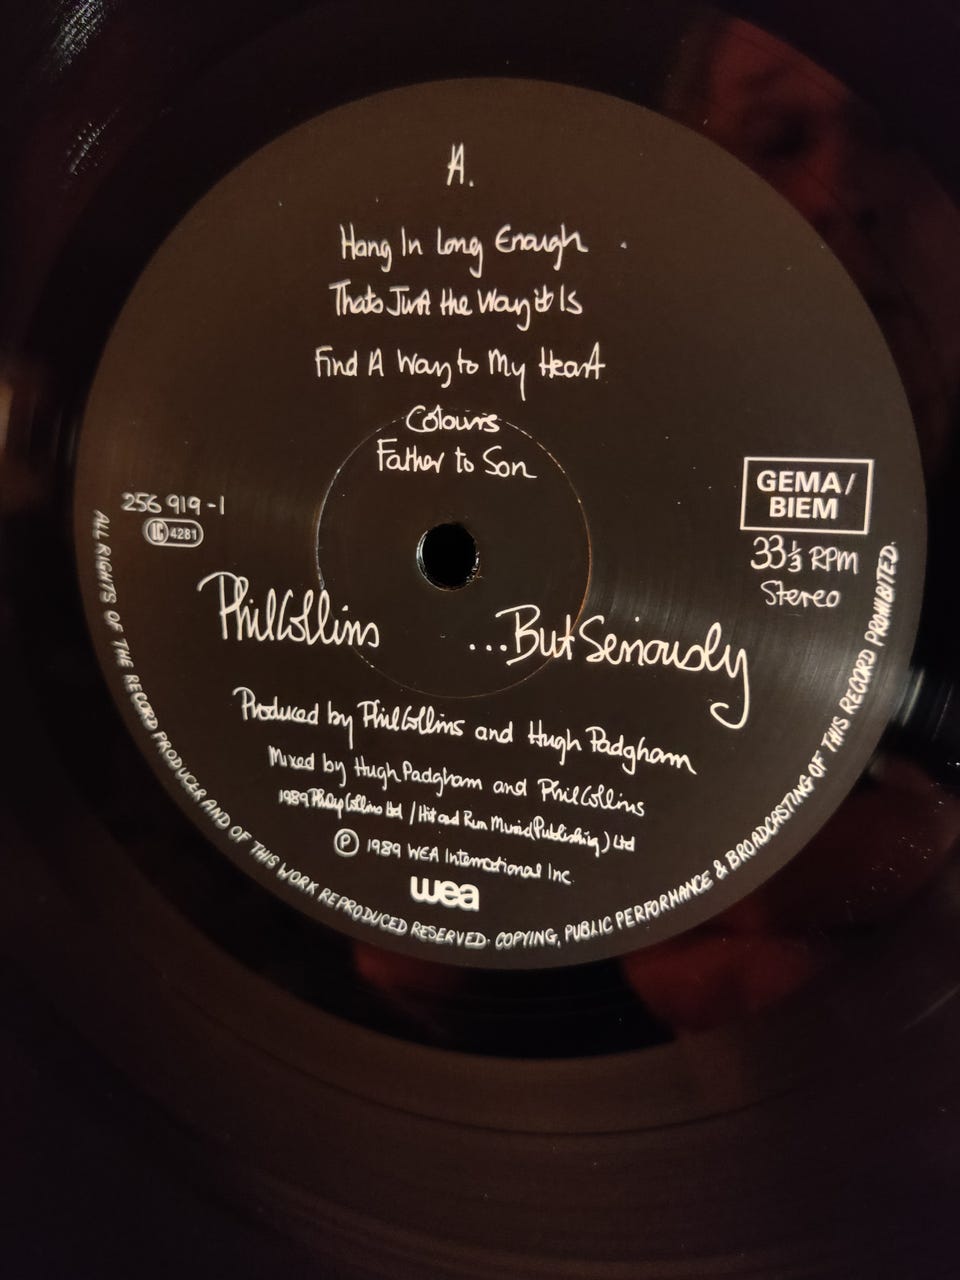 A.
Hang In Long Enough
Thats Just the Way it Is
Find A Way to My Heart
Colours
Father to Son
256 919-1
LC 4281
GEMA/
BIEM
33⅓ RPM
Stereo
Phil Collins ...But Seriously
Produced by Phil Collins and Hugh Padgham
Mixed by Hugh Padgham and Phil Collins
1989 Philip Collins Ltd / Hit and Run Music (Publishing) Ltd
Ⓟ 1989 WEA International Inc.
wea
ALL RIGHTS OF THE RECORD PRODUCER AND OF THIS WORK REPRODUCED RESERVED· COPYING, PUBLIC PERFORMANCE & BROADCASTING OF THIS RECORD PROHIBITED·